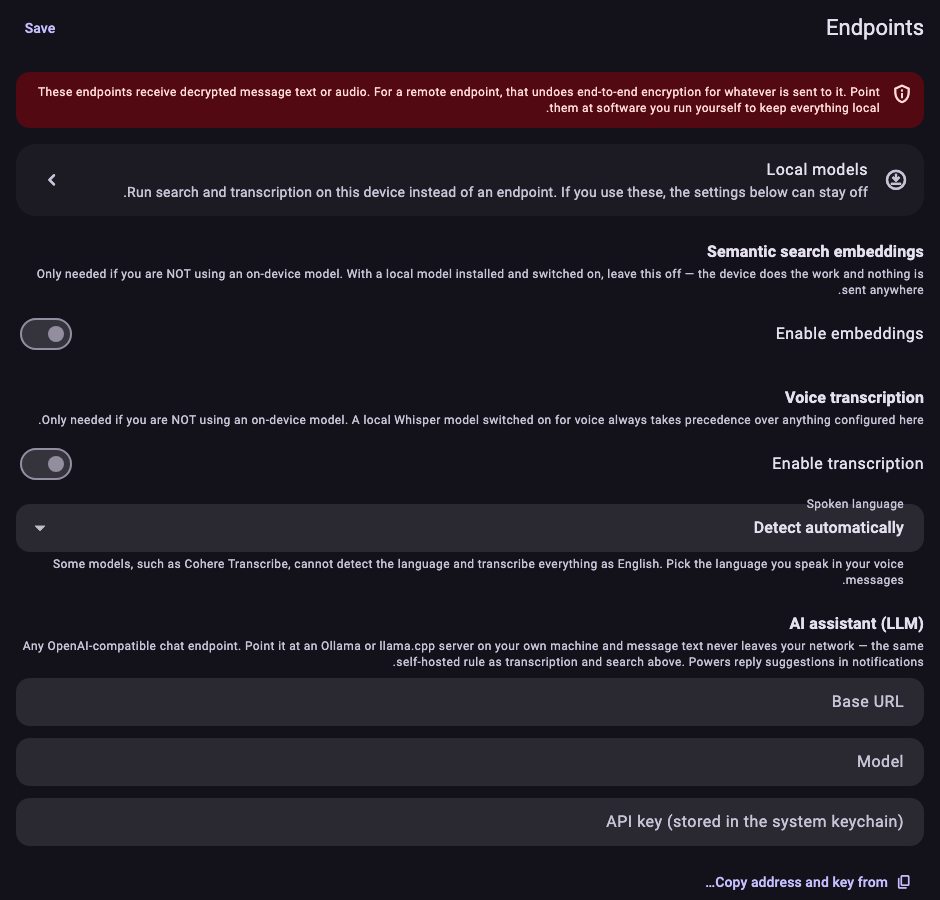 Endpoints
Save
These endpoints receive decrypted message text or audio. For a remote endpoint, that undoes end-to-end encryption for whatever is sent to it. Point
.them at software you run yourself to keep everything local
Local models
.Run search and transcription on this device instead of an endpoint. If you use these, the settings below can stay off
Semantic search embeddings
Only needed if you are NOT using an on-device model. With a local model installed and switched on, leave this off — the device does the work and nothing is
.sent anywhere
Enable embeddings
Voice transcription
.Only needed if you are NOT using an on-device model. A local Whisper model switched on for voice always takes precedence over anything configured here
Enable transcription
Spoken language
Detect automatically
Some models, such as Cohere Transcribe, cannot detect the language and transcribe everything as English. Pick the language you speak in your voice
.messages
AI assistant (LLM)
Any OpenAI-compatible chat endpoint. Point it at an Ollama or llama.cpp server on your own machine and message text never leaves your network — the same
.self-hosted rule as transcription and search above. Powers reply suggestions in notifications
Base URL
Model
API key (stored in the system keychain)
…Copy address and key from